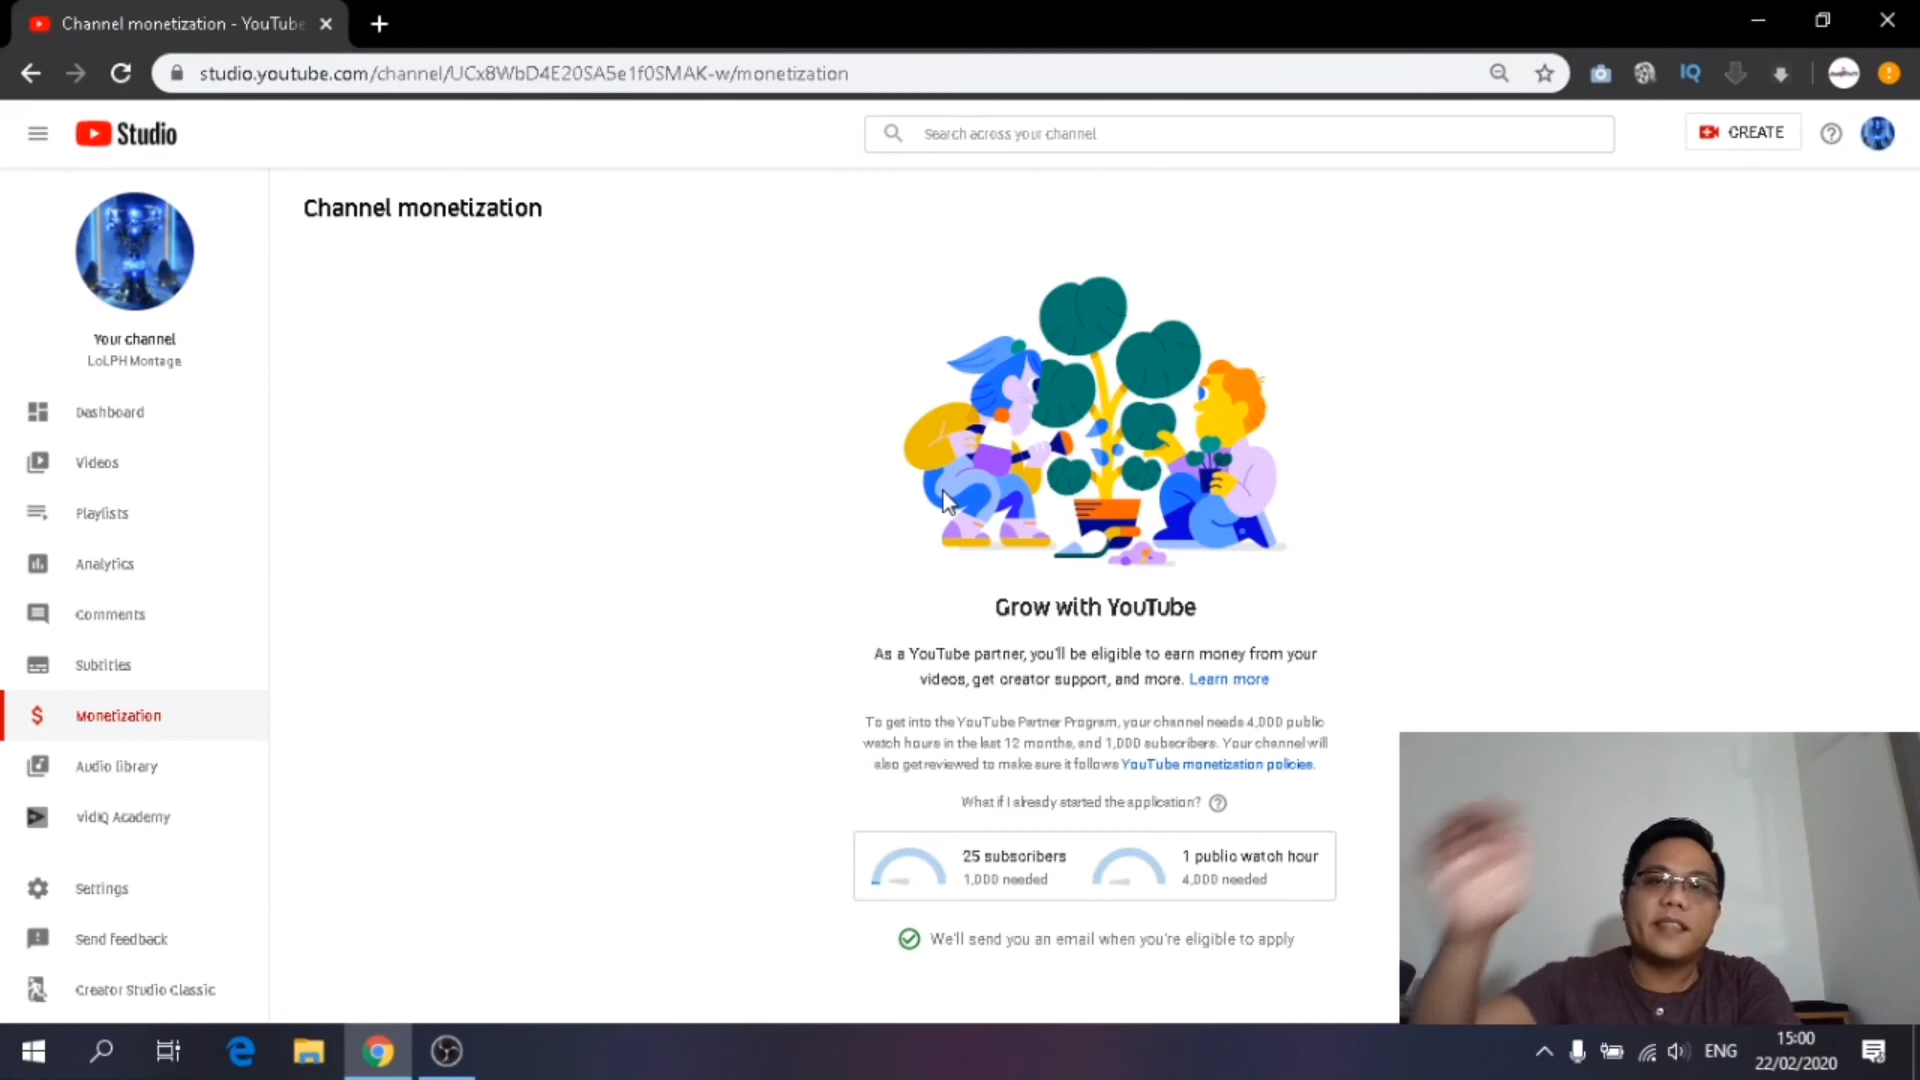 Channel monetization - YouTube
studio.youtube.com/channel/UCx8WbD4E20SA5e1f0SMAK-w/monetization
IQ
Studio
Search across your channel
CREATE
Channel monetization
Your channel
LoLPH Montage
Dashboard
Videos
Playlists
Analytics
Comments
Subtitles
Monetization
Audio library
vidIQ Academy
Settings
Send feedback
Creator Studio Classic
Grow with YouTube
As a YouTube partner, you'll be eligible to earn money from your
videos, get creator support, and more. Learn more
To get into the YouTube Partner Program, your channel needs 4,000 public
watch hours in the last 12 months, and 1,000 subscribers. Your channel will
also get reviewed to make sure it follows YouTube monetization policies.
What if I already started the application?
25 subscribers
1,000 needed
1 public watch hour
4,000 needed
We'll send you an email when you're eligible to apply
ENG
15:00
22/02/2020